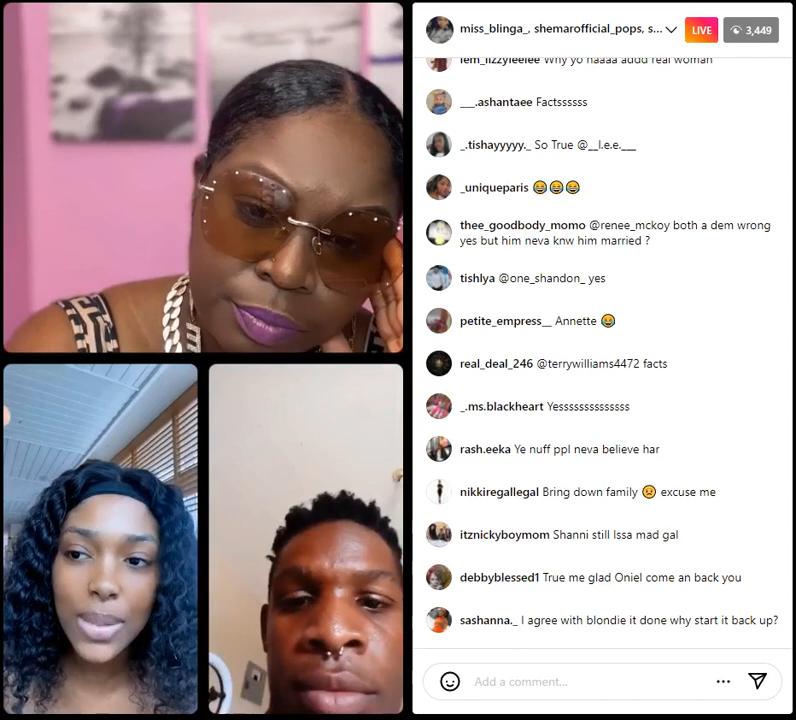 miss_blinga_, shemarofficial_pops, s...
LIVE
3,449
iem_lizzyleelee Why yo naaaa addd real woman
___.ashantaee Factssssss
_.tishayyyyy._ So True @__l.e.e.___
_uniqueparis 😂😂😂
thee_goodbody_momo @renee_mckoy both a dem wrong
yes but him neva knw him married ?
tishlya @one_shandon_ yes
petite_empress__ Annette 😂
real_deal_246 @terrywilliams4472 facts
_.ms.blackheart Yesssssssssssss
rash.eeka Ye nuff ppl neva believe har
nikkiregallegal Bring down family 😡 excuse me
itznickyboymom Shanni still Issa mad gal
debbyblessed1 True me glad Oniel come an back you
sashanna._ I agree with blondie it done why start it back up?
Add a comment...